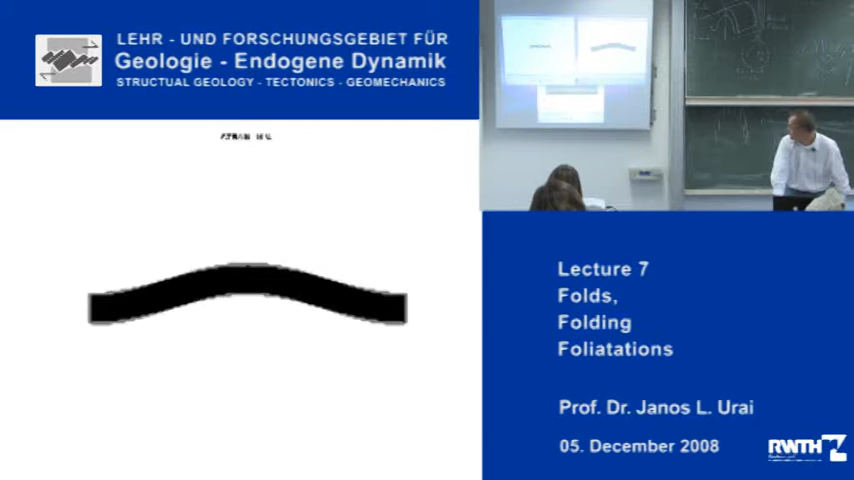 LEHR - UND FORSCHUNGSGEBIET FÜR
Geologie - Endogene Dynamik
STRUCTUAL GEOLOGY - TECTONICS - GEOMECHANICS
Lecture 7
Folds,
Folding
Foliatations
Prof. Dr. Janos L. Urai
05. December 2008
RWTH